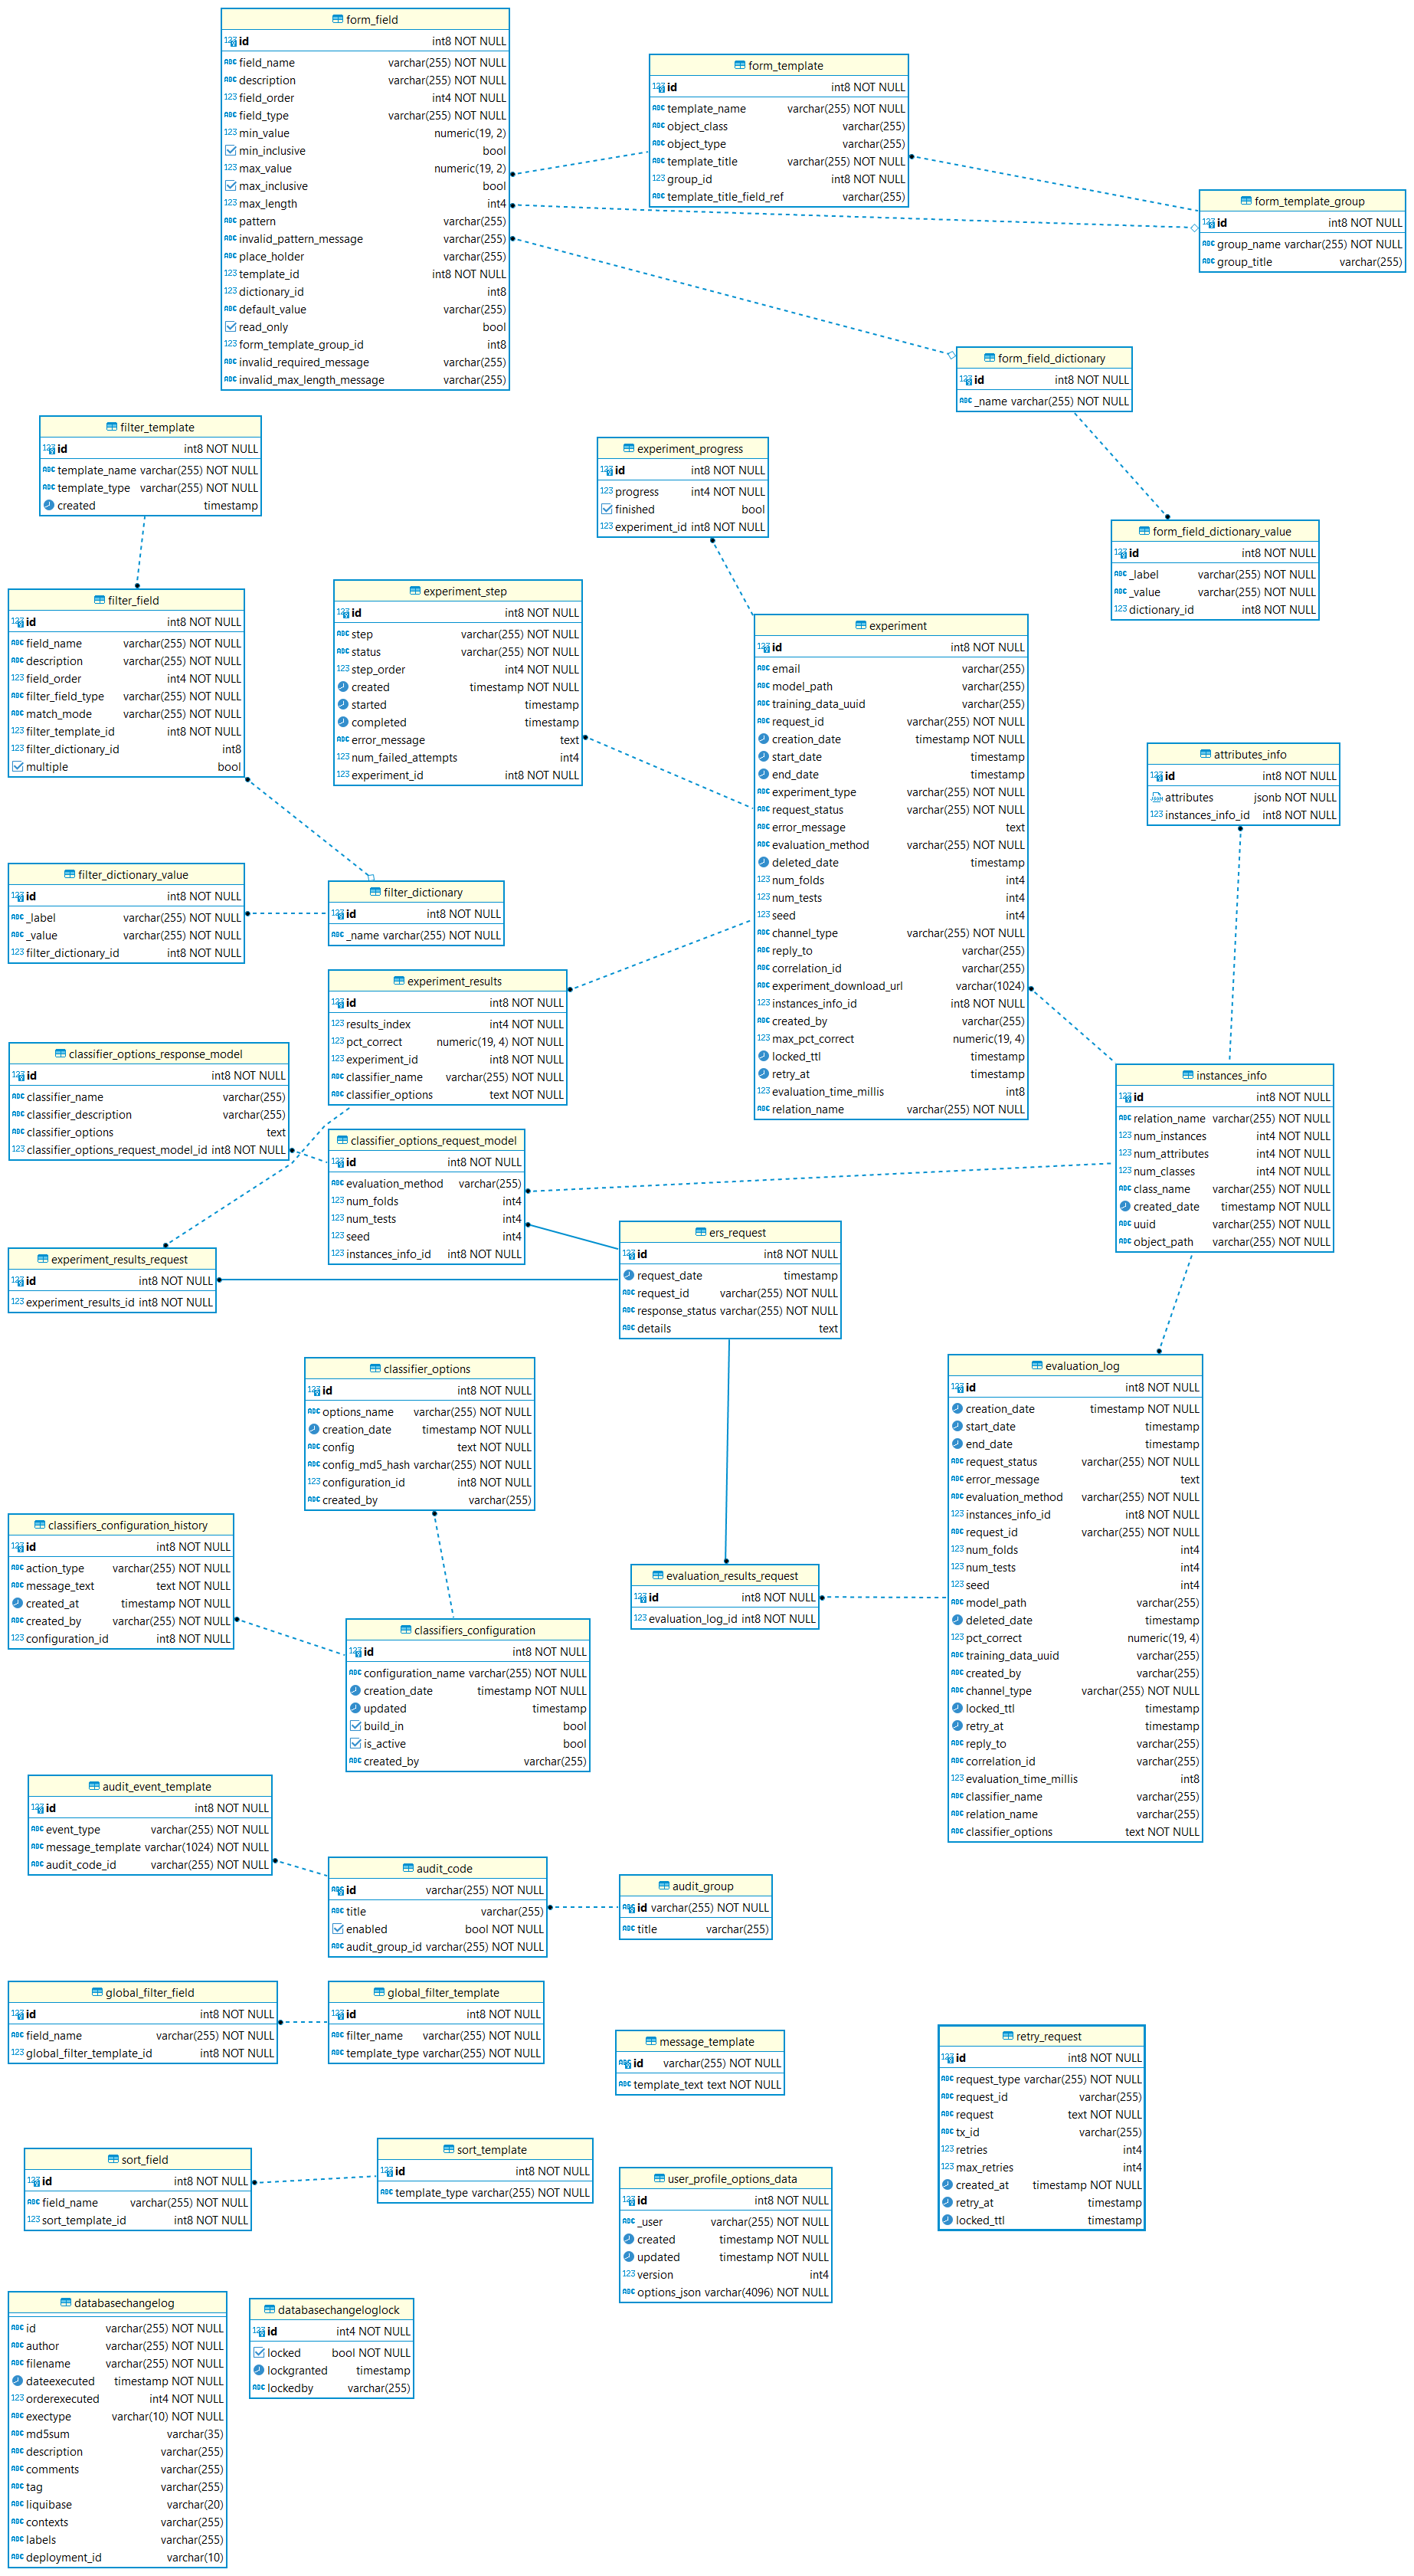 form_field
id int8 NOT NULL
field_name varchar(255) NOT NULL
description varchar(255) NOT NULL
field_order int4 NOT NULL
field_type varchar(255) NOT NULL
min_value numeric(19, 2)
min_inclusive bool
max_value numeric(19, 2)
max_inclusive bool
max_length int4
pattern varchar(255)
invalid_pattern_message varchar(255)
place_holder varchar(255)
template_id int8 NOT NULL
dictionary_id int8
default_value varchar(255)
read_only bool
form_template_group_id int8
invalid_required_message varchar(255)
invalid_max_length_message varchar(255)
form_template
id int8 NOT NULL
template_name varchar(255) NOT NULL
object_class varchar(255)
object_type varchar(255)
template_title varchar(255) NOT NULL
group_id int8 NOT NULL
template_title_field_ref varchar(255)
form_template_group
id int8 NOT NULL
group_name varchar(255) NOT NULL
group_title varchar(255)
form_field_dictionary
id int8 NOT NULL
_name varchar(255) NOT NULL
filter_template
id int8 NOT NULL
template_name varchar(255) NOT NULL
template_type varchar(255) NOT NULL
created timestamp
experiment_progress
id int8 NOT NULL
progress int4 NOT NULL
finished bool
experiment_id int8 NOT NULL
form_field_dictionary_value
id int8 NOT NULL
_label varchar(255) NOT NULL
_value varchar(255) NOT NULL
dictionary_id int8 NOT NULL
filter_field
id int8 NOT NULL
field_name varchar(255) NOT NULL
description varchar(255) NOT NULL
field_order int4 NOT NULL
filter_field_type varchar(255) NOT NULL
match_mode varchar(255) NOT NULL
filter_template_id int8 NOT NULL
filter_dictionary_id int8
multiple bool
experiment_step
id int8 NOT NULL
step varchar(255) NOT NULL
status varchar(255) NOT NULL
step_order int4 NOT NULL
created timestamp NOT NULL
started timestamp
completed timestamp
error_message text
num_failed_attempts int4
experiment_id int8 NOT NULL
experiment
id int8 NOT NULL
email varchar(255)
model_path varchar(255)
training_data_uuid varchar(255)
request_id varchar(255) NOT NULL
creation_date timestamp NOT NULL
start_date timestamp
end_date timestamp
experiment_type varchar(255) NOT NULL
request_status varchar(255) NOT NULL
error_message text
evaluation_method varchar(255) NOT NULL
deleted_date timestamp
num_folds int4
num_tests int4
seed int4
channel_type varchar(255) NOT NULL
reply_to varchar(255)
correlation_id varchar(255)
experiment_download_url varchar(1024)
instances_info_id int8 NOT NULL
created_by varchar(255)
max_pct_correct numeric(19, 4)
locked_ttl timestamp
retry_at timestamp
evaluation_time_millis int8
relation_name varchar(255) NOT NULL
attributes_info
id int8 NOT NULL
attributes jsonb NOT NULL
instances_info_id int8 NOT NULL
filter_dictionary_value
id int8 NOT NULL
_label varchar(255) NOT NULL
_value varchar(255) NOT NULL
filter_dictionary_id int8 NOT NULL
filter_dictionary
id int8 NOT NULL
_name varchar(255) NOT NULL
experiment_results
id int8 NOT NULL
results_index int4 NOT NULL
pct_correct numeric(19, 4) NOT NULL
experiment_id int8 NOT NULL
classifier_name varchar(255) NOT NULL
classifier_options text NOT NULL
classifier_options_response_model
id int8 NOT NULL
classifier_name varchar(255)
classifier_description varchar(255)
classifier_options text
classifier_options_request_model_id int8 NOT NULL
instances_info
id int8 NOT NULL
relation_name varchar(255) NOT NULL
num_instances int4 NOT NULL
num_attributes int4 NOT NULL
num_classes int4 NOT NULL
class_name varchar(255) NOT NULL
created_date timestamp NOT NULL
uuid varchar(255) NOT NULL
object_path varchar(255) NOT NULL
classifier_options_request_model
id int8 NOT NULL
evaluation_method varchar(255)
num_folds int4
num_tests int4
seed int4
instances_info_id int8 NOT NULL
ers_request
id int8 NOT NULL
request_date timestamp
request_id varchar(255) NOT NULL
response_status varchar(255) NOT NULL
details text
experiment_results_request
id int8 NOT NULL
experiment_results_id int8 NOT NULL
classifier_options
id int8 NOT NULL
options_name varchar(255) NOT NULL
creation_date timestamp NOT NULL
config text NOT NULL
config_md5_hash varchar(255) NOT NULL
configuration_id int8 NOT NULL
created_by varchar(255)
evaluation_log
id int8 NOT NULL
creation_date timestamp NOT NULL
start_date timestamp
end_date timestamp
request_status varchar(255) NOT NULL
error_message text
evaluation_method varchar(255) NOT NULL
instances_info_id int8 NOT NULL
request_id varchar(255) NOT NULL
num_folds int4
num_tests int4
seed int4
model_path varchar(255)
deleted_date timestamp
pct_correct numeric(19, 4)
training_data_uuid varchar(255)
created_by varchar(255)
channel_type varchar(255) NOT NULL
locked_ttl timestamp
retry_at timestamp
reply_to varchar(255)
correlation_id varchar(255)
evaluation_time_millis int8
classifier_name varchar(255)
relation_name varchar(255)
classifier_options text NOT NULL
classifiers_configuration_history
id int8 NOT NULL
action_type varchar(255) NOT NULL
message_text text NOT NULL
created_at timestamp NOT NULL
created_by varchar(255) NOT NULL
configuration_id int8 NOT NULL
evaluation_results_request
id int8 NOT NULL
evaluation_log_id int8 NOT NULL
classifiers_configuration
id int8 NOT NULL
configuration_name varchar(255) NOT NULL
creation_date timestamp NOT NULL
updated timestamp
build_in bool
is_active bool
created_by varchar(255)
audit_event_template
id int8 NOT NULL
event_type varchar(255) NOT NULL
message_template varchar(1024) NOT NULL
audit_code_id varchar(255) NOT NULL
audit_code
id varchar(255) NOT NULL
title varchar(255)
enabled bool NOT NULL
audit_group_id varchar(255) NOT NULL
audit_group
id varchar(255) NOT NULL
title varchar(255)
global_filter_field
id int8 NOT NULL
field_name varchar(255) NOT NULL
global_filter_template_id int8 NOT NULL
global_filter_template
id int8 NOT NULL
filter_name varchar(255) NOT NULL
template_type varchar(255) NOT NULL
message_template
id varchar(255) NOT NULL
template_text text NOT NULL
retry_request
id int8 NOT NULL
request_type varchar(255) NOT NULL
request_id varchar(255)
request text NOT NULL
tx_id varchar(255)
retries int4
max_retries int4
created_at timestamp NOT NULL
retry_at timestamp
locked_ttl timestamp
sort_field
id int8 NOT NULL
field_name varchar(255) NOT NULL
sort_template_id int8 NOT NULL
sort_template
id int8 NOT NULL
template_type varchar(255) NOT NULL
user_profile_options_data
id int8 NOT NULL
_user varchar(255) NOT NULL
created timestamp NOT NULL
updated timestamp NOT NULL
version int4
options_json varchar(4096) NOT NULL
databasechangelog
id varchar(255) NOT NULL
author varchar(255) NOT NULL
filename varchar(255) NOT NULL
dateexecuted timestamp NOT NULL
orderexecuted int4 NOT NULL
exectype varchar(10) NOT NULL
md5sum varchar(35)
description varchar(255)
comments varchar(255)
tag varchar(255)
liquibase varchar(20)
contexts varchar(255)
labels varchar(255)
deployment_id varchar(10)
databasechangeloglock
id int4 NOT NULL
locked bool NOT NULL
lockgranted timestamp
lockedby varchar(255)